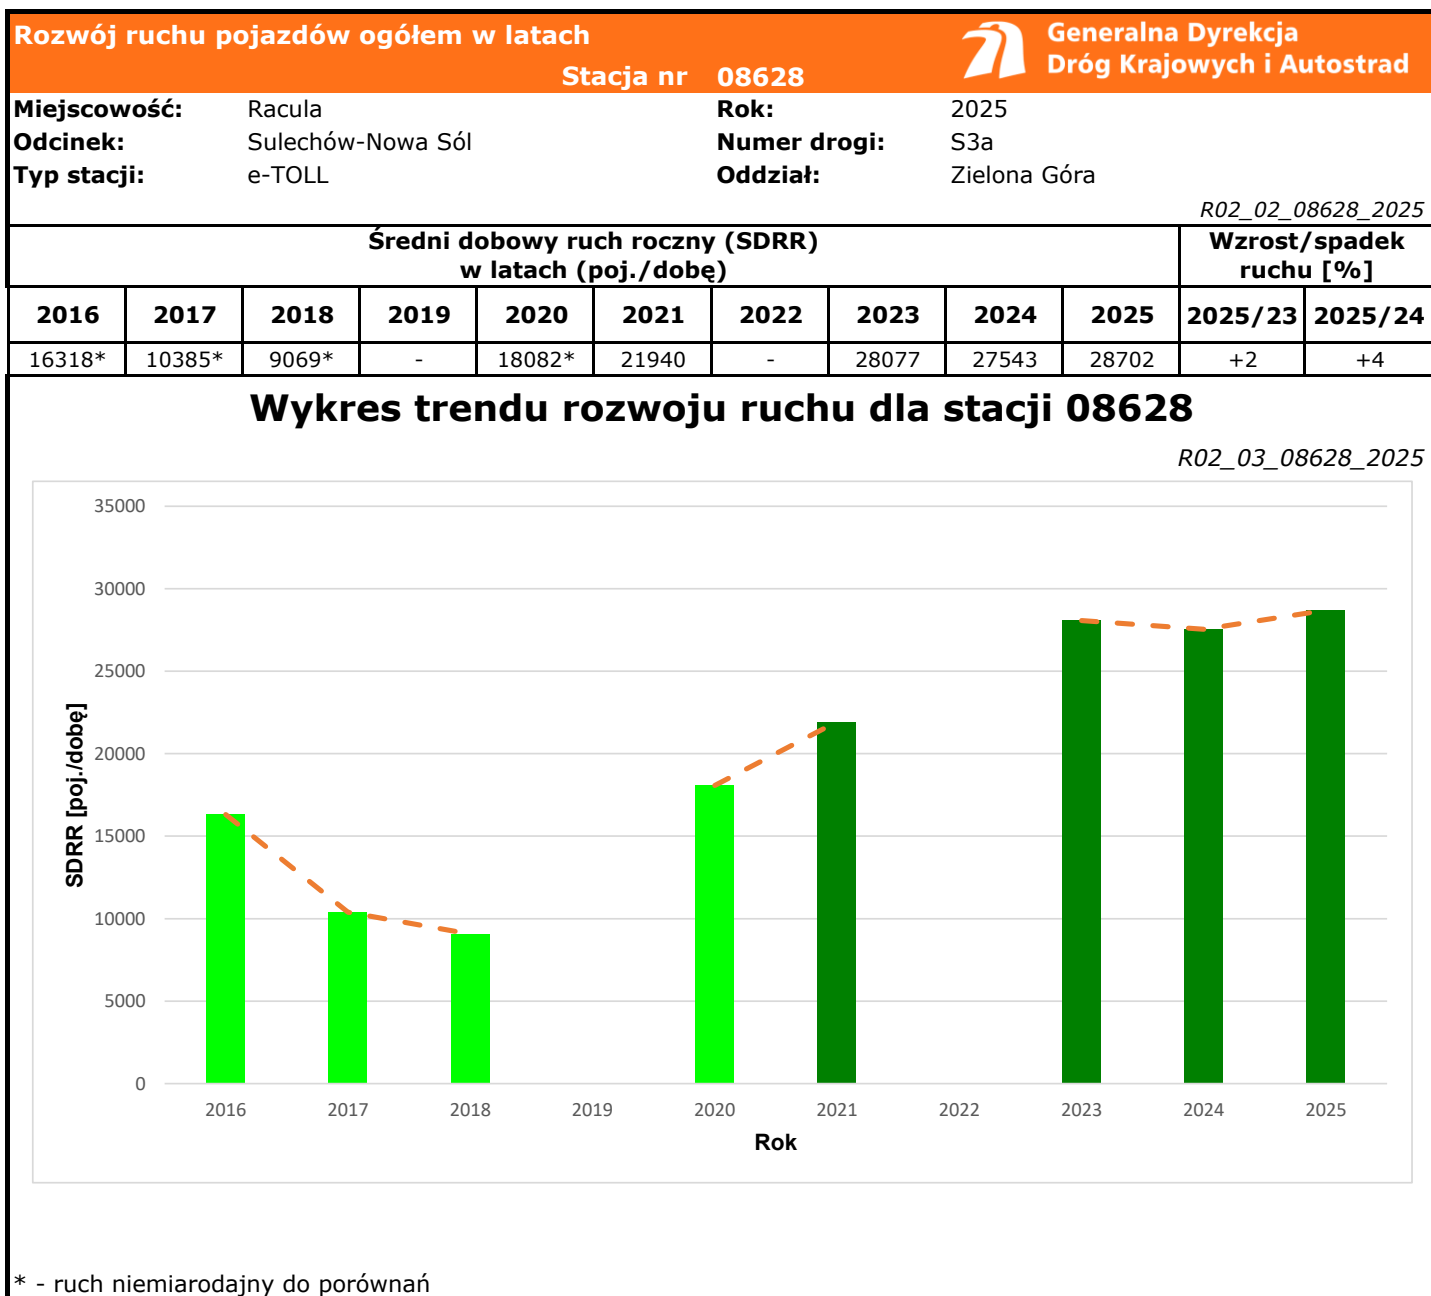 Rozwój ruchu pojazdów ogółem w latach
Generalna Dyrekcja
Dróg Krajowych i Autostrad
Stacja nr 08628
Miejscowość: Racula Rok: 2025
Odcinek: Sulechów-Nowa Sól Numer drogi: S3a
Typ stacji: e-TOLL Oddział: Zielona Góra
R02_02_08628_2025
Średni dobowy ruch roczny (SDRR)
w latach (poj./dobę)
Wzrost/spadek
ruchu [%]
2016 2017 2018 2019 2020 2021 2022 2023 2024 2025 2025/23 2025/24
16318* 10385* 9069* - 18082* 21940 - 28077 27543 28702 +2 +4
Wykres trendu rozwoju ruchu dla stacji 08628
R02_03_08628_2025
35000
30000
25000
20000
15000
10000
5000
0
SDRR [poj./dobę]
2016 2017 2018 2019 2020 2021 2022 2023 2024 2025
Rok
* - ruch niemiarodajny do porównań